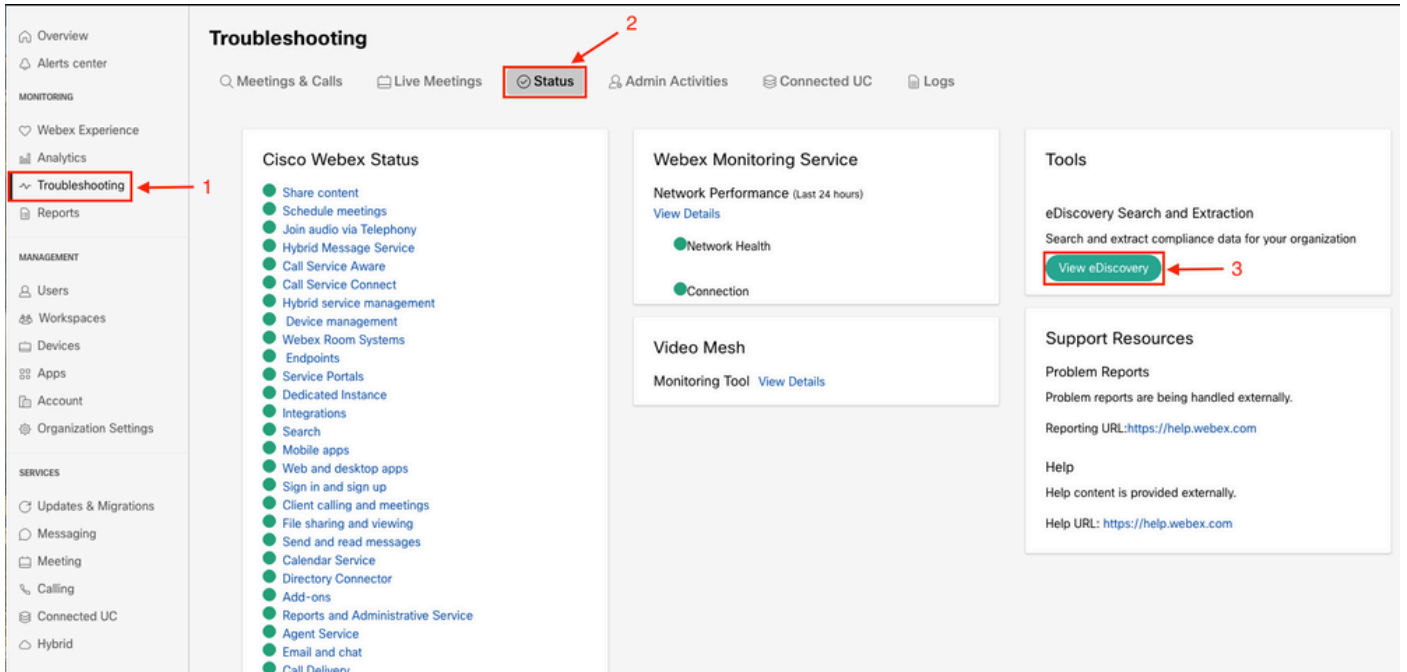 Overview
Alerts center
MONITORING
Webex Experience
Analytics
Troubleshooting
1
Reports
MANAGEMENT
Users
Workspaces
Devices
Apps
Account
Organization Settings
SERVICES
Updates & Migrations
Messaging
Meeting
Calling
Connected UC
Hybrid
Troubleshooting
2
Meetings & Calls
Live Meetings
Status
Admin Activities
Connected UC
Logs
Cisco Webex Status
Share content
Schedule meetings
Join audio via Telephony
Hybrid Message Service
Call Service Aware
Call Service Connect
Hybrid service management
Device management
Webex Room Systems
Endpoints
Service Portals
Dedicated Instance
Integrations
Search
Mobile apps
Web and desktop apps
Sign in and sign up
Client calling and meetings
File sharing and viewing
Send and read messages
Calendar Service
Directory Connector
Add-ons
Reports and Administrative Service
Agent Service
Email and chat
Call Delivery
Webex Monitoring Service
Network Performance (Last 24 hours)
View Details
Network Health
Connection
Video Mesh
Monitoring Tool View Details
Tools
eDiscovery Search and Extraction
Search and extract compliance data for your organization
View eDiscovery
3
Support Resources
Problem Reports
Problem reports are being handled externally.
Reporting URL:https://help.webex.com
Help
Help content is provided externally.
Help URL: https://help.webex.com